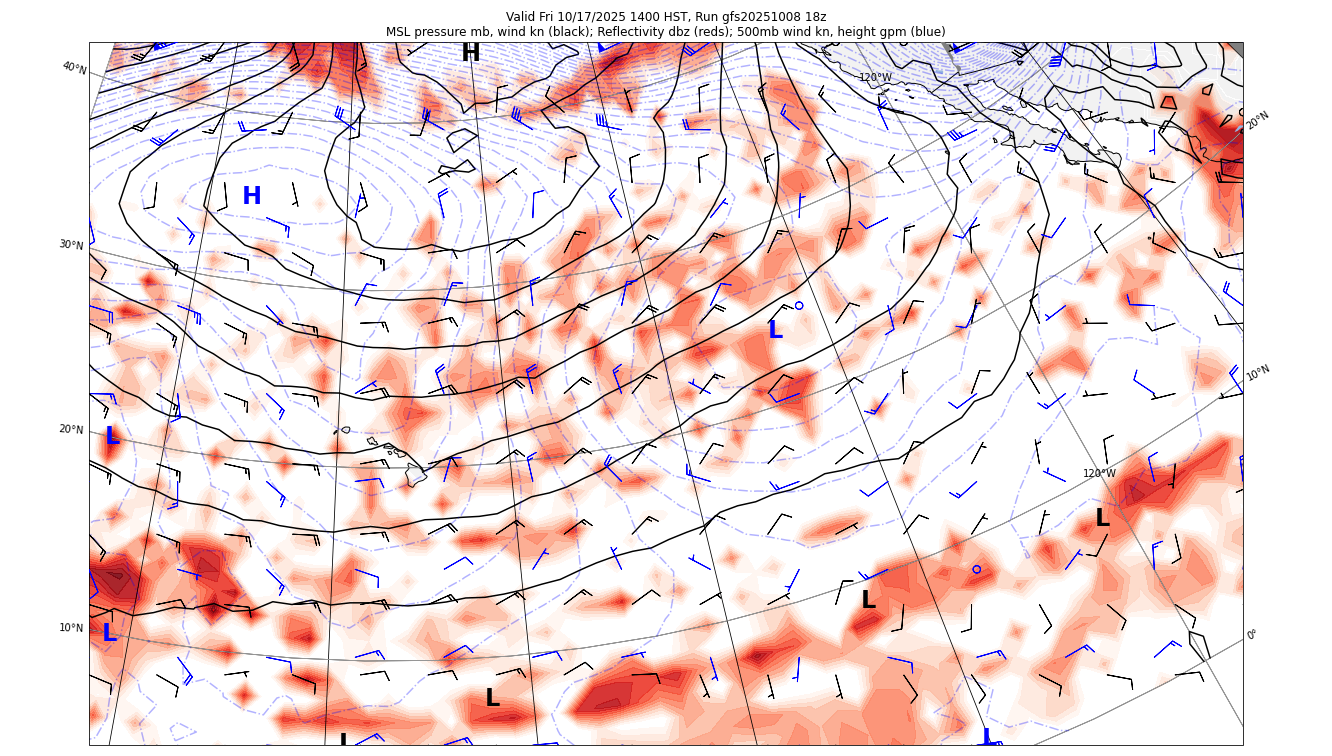 Valid Fri 10/17/2025 1400 HST, Run gfs20251008 18z
MSL pressure mb, wind kn (black); Reflectivity dbz (reds); 500mb wind kn, height gpm (blue)
H
40°N
120°W
20°N
H
30°N
L
10°N
20°N
L
120°W
L
L
10°N
L
0°
L
L
L